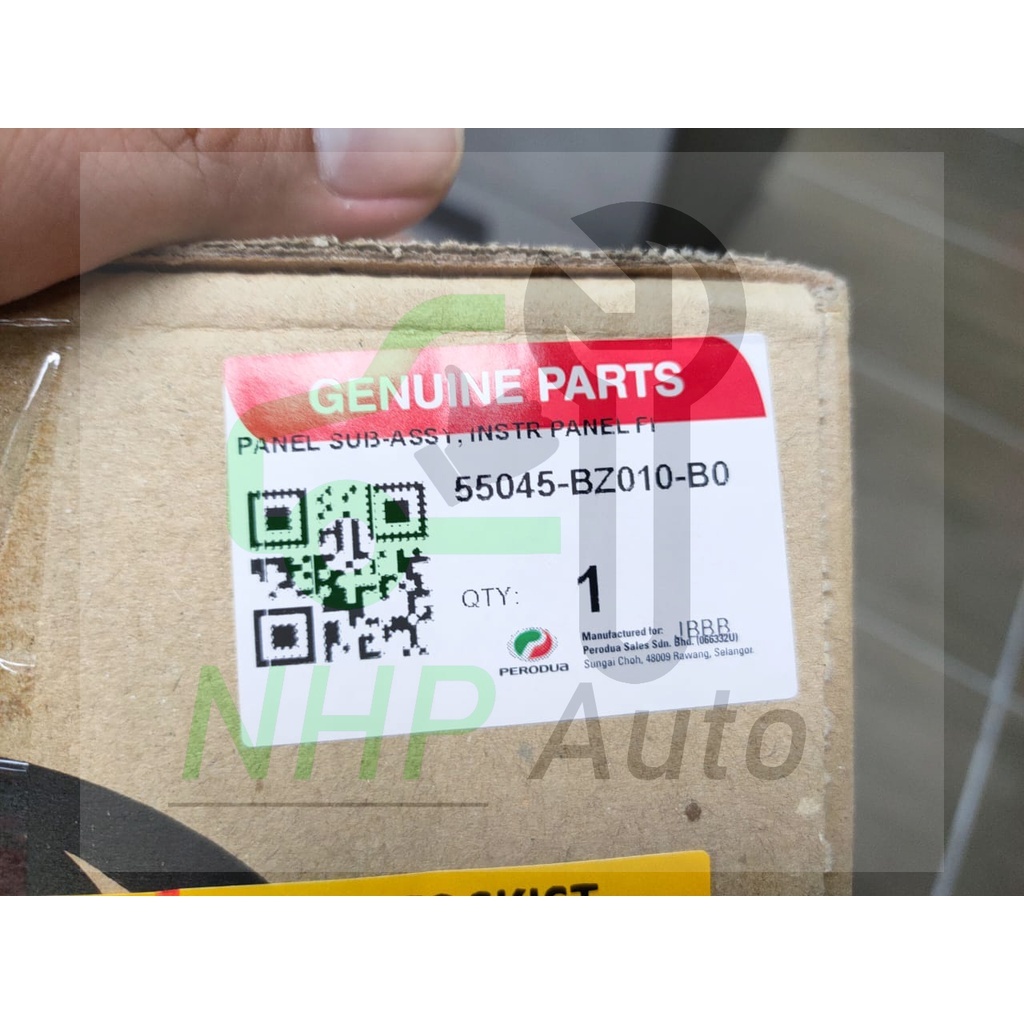 GENUINE PARTS
PANEL SUB-ASSY, INSTR PANEL FI
55045-BZ010-B0
QTY: 1
PERODUA
Manufactured for: JBBB
Perodua Sales Sdn. Bhd. (066332U)
Sungai Choh, 48009 Rawang, Selangor.
NHP Auto